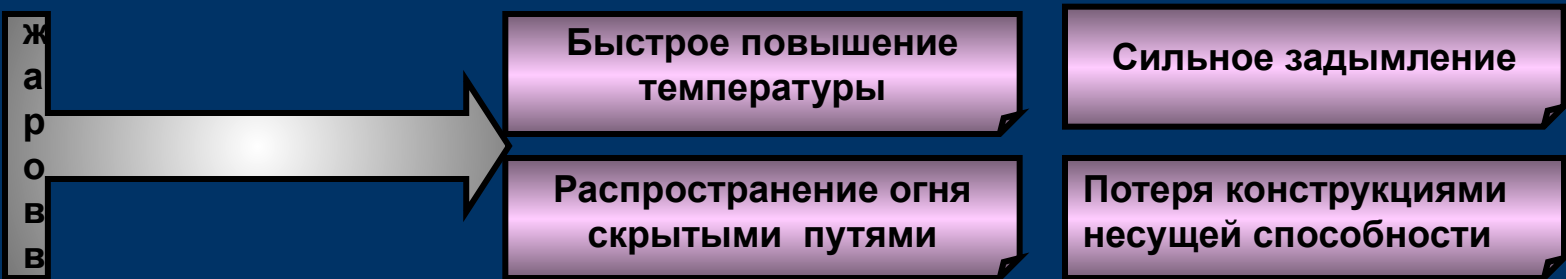 ж
а
р
о
в
в
Быстрое повышение
температуры
Сильное задымление
Распространение огня
скрытыми путями
Потеря конструкциями
несущей способности